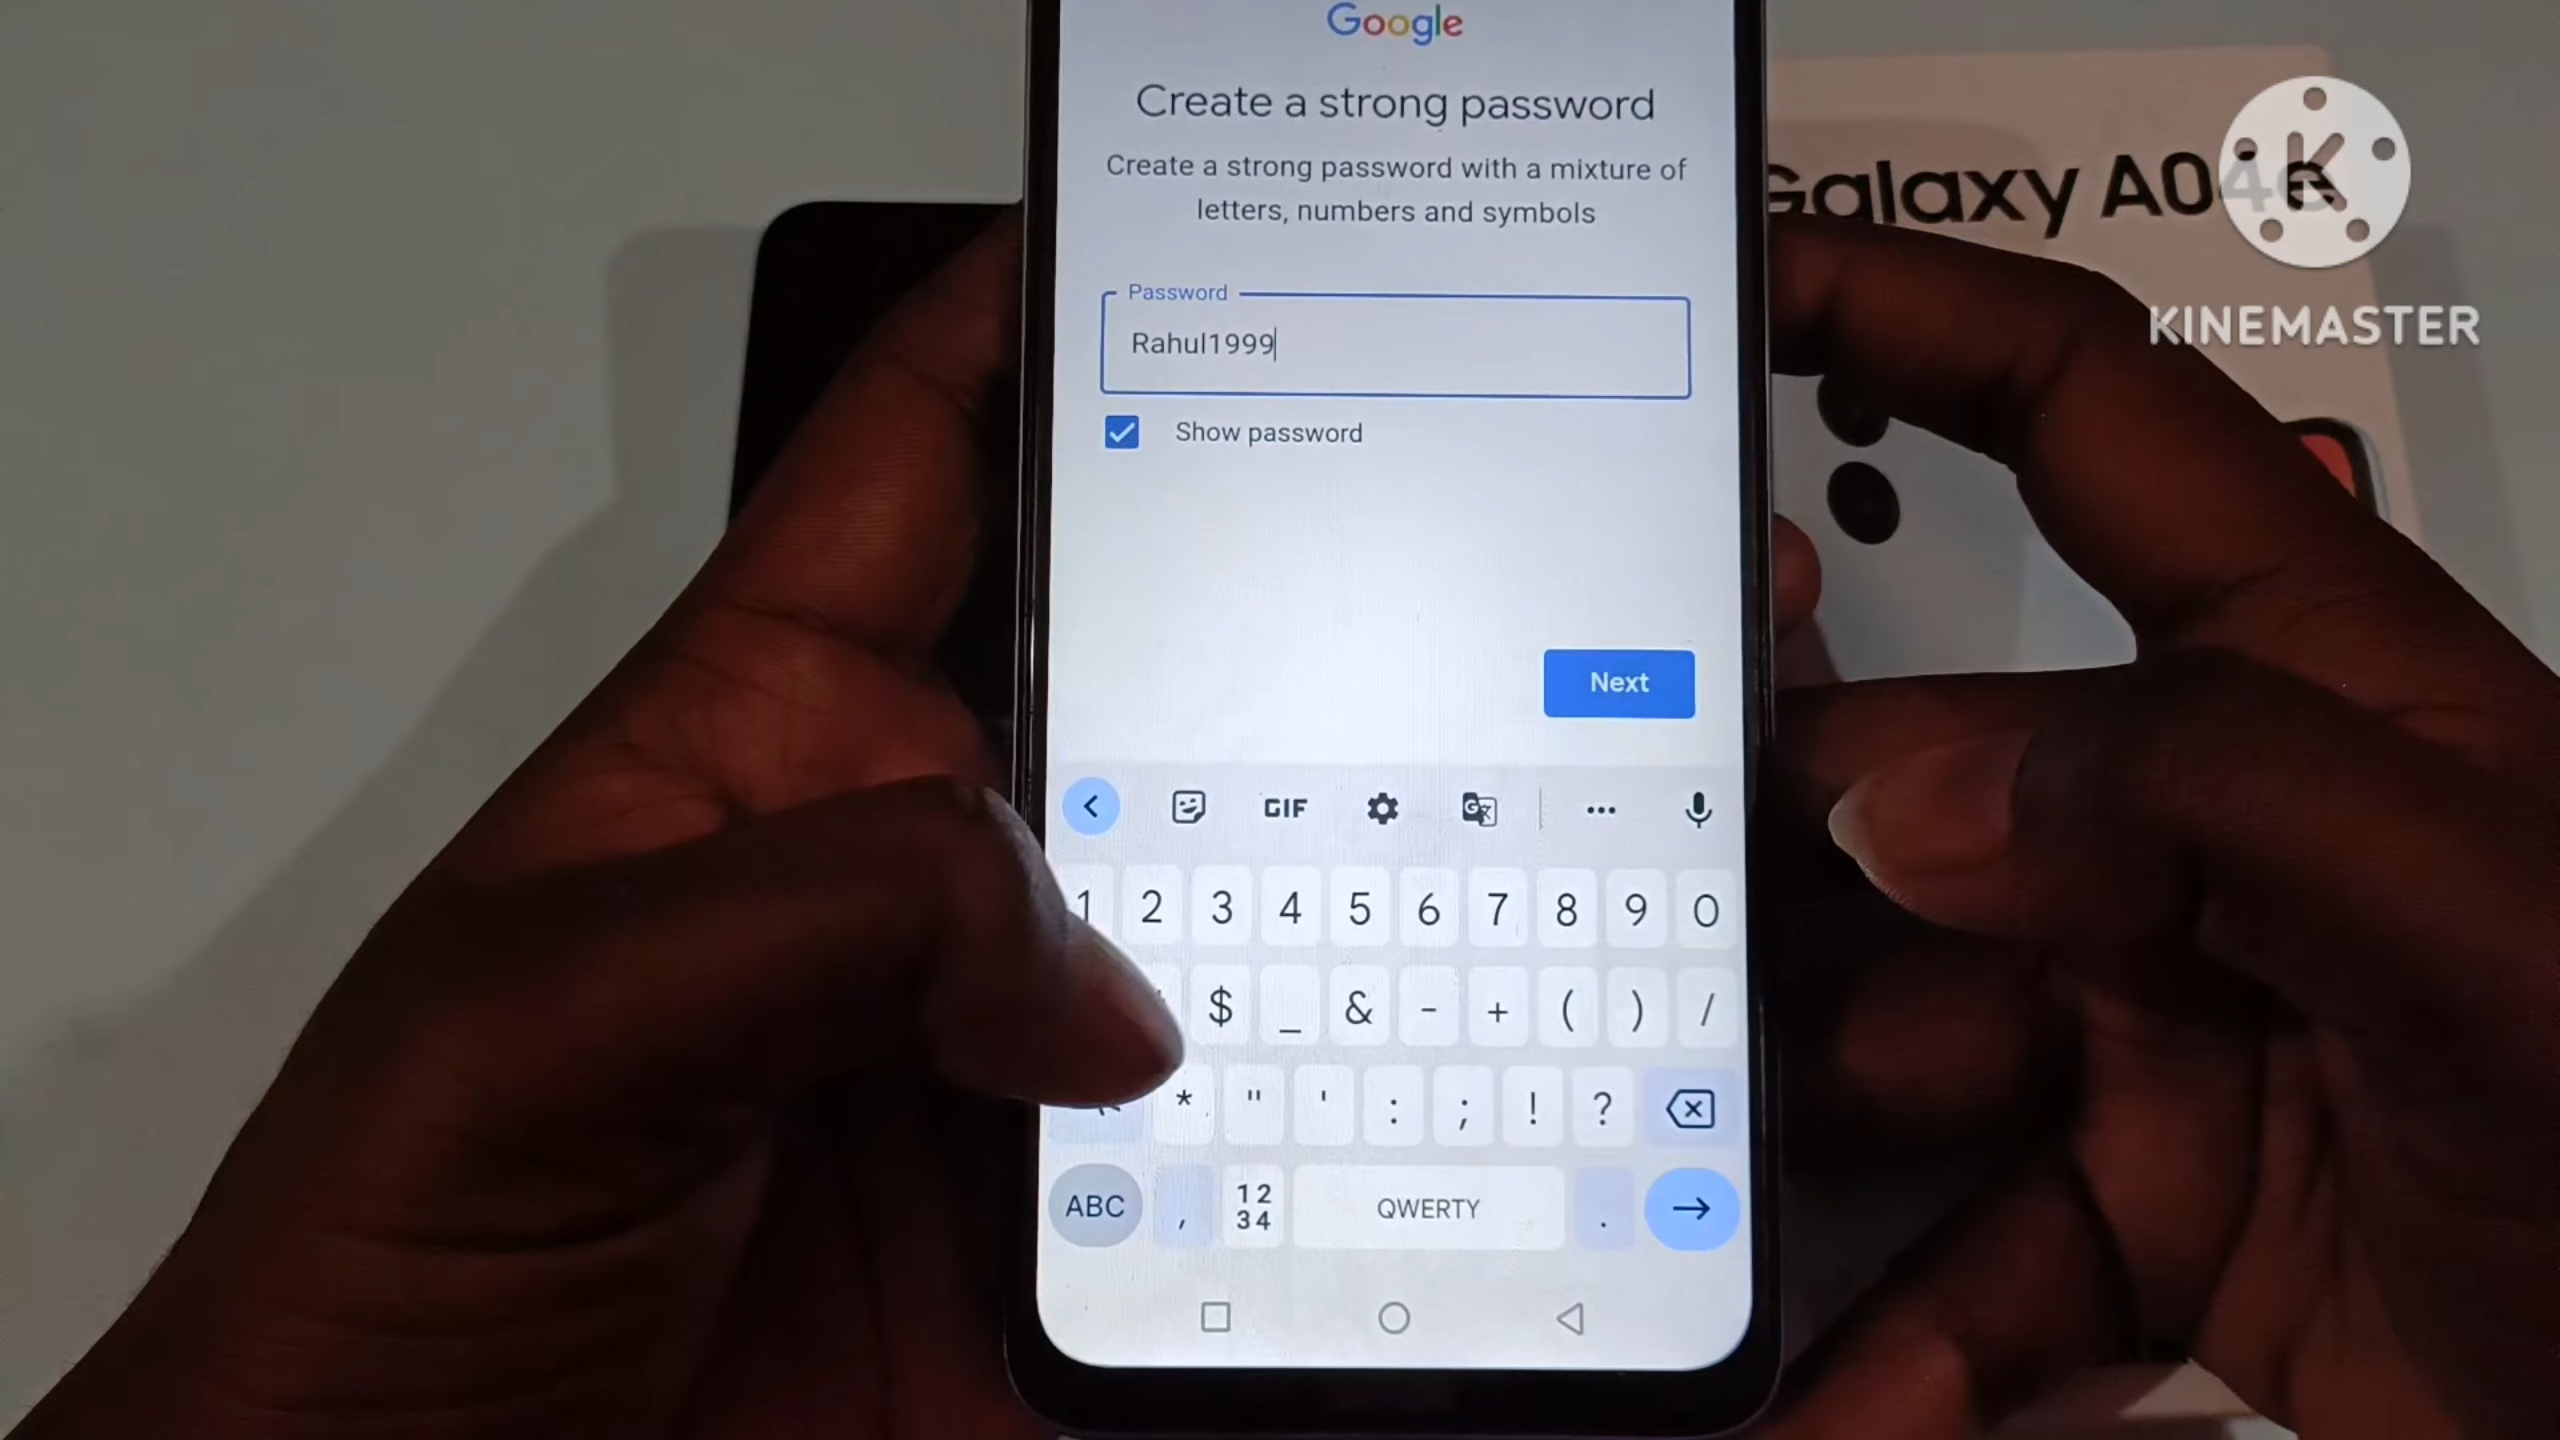 Google
Create a strong password
Create a strong password with a mixture of
letters, numbers and symbols
Password
Rahul1999
Show password
Next
GIF
1 2 3 4 5 6 7 8 9 0
$ _ & - + ( ) /
* " ' : ; ! ?
ABC , 12 34 QWERTY .
Galaxy A04e
K
KINEMASTER